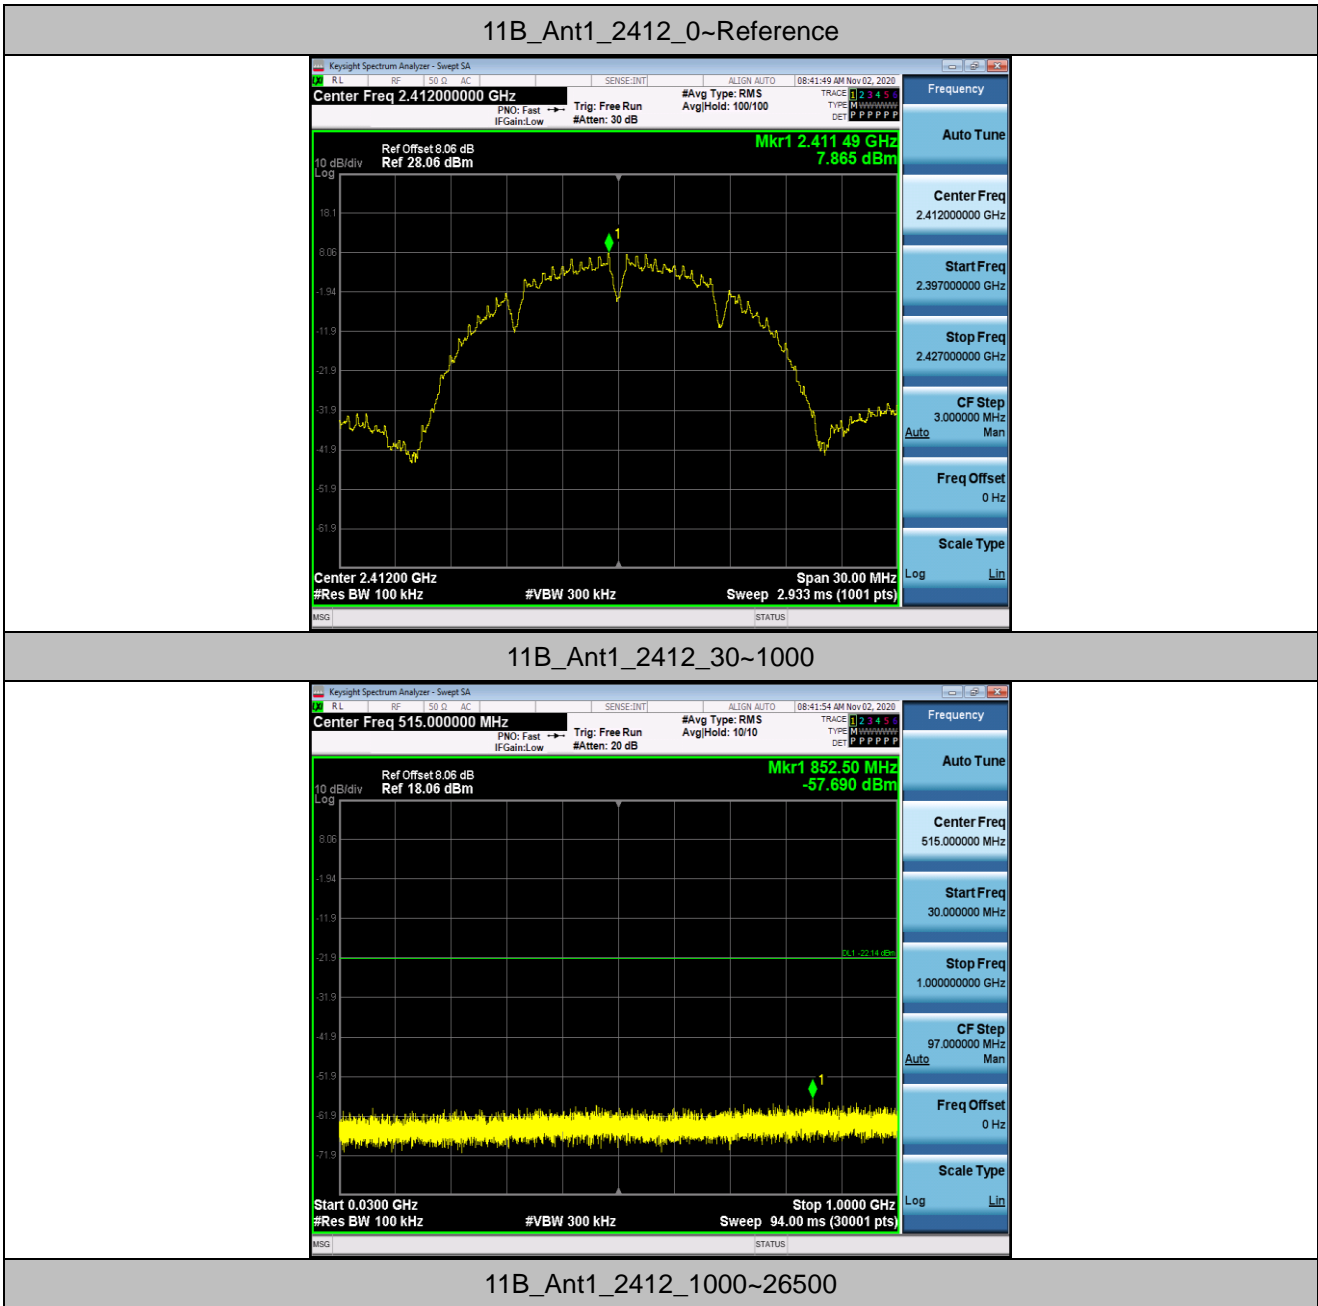 11B_Ant1_2412_0~Reference
Keysight Spectrum Analyzer - Swept SA
RL RF 50 Ω AC SENSE:INT ALIGN AUTO 08:41:49 AM Nov 02, 2020
Center Freq 2.412000000 GHz
PNO: Fast
IFGain:Low
Trig: Free Run
#Atten: 30 dB
#Avg Type: RMS
Avg|Hold: 100/100
TRACE 1 2 3 4 5 6
TYPE M WWWWW
DET P P P P P P
Frequency
Auto Tune
Mkr1 2.411 49 GHz
7.865 dBm
Ref Offset 8.06 dB
10 dB/div Ref 28.06 dBm
Log
18.1
8.06
-1.94
-11.9
-21.9
-31.9
-41.9
-51.9
-61.9
1
Center Freq
2.412000000 GHz
Start Freq
2.397000000 GHz
Stop Freq
2.427000000 GHz
CF Step
3.000000 MHz
Auto Man
Freq Offset
0 Hz
Scale Type
Log Lin
Center 2.41200 GHz Span 30.00 MHz
#Res BW 100 kHz #VBW 300 kHz Sweep 2.933 ms (1001 pts)
MSG STATUS
11B_Ant1_2412_30~1000
Keysight Spectrum Analyzer - Swept SA
RL RF 50 Ω AC SENSE:INT ALIGN AUTO 08:41:54 AM Nov 02, 2020
Center Freq 515.000000 MHz
PNO: Fast
IFGain:Low
Trig: Free Run
#Atten: 20 dB
#Avg Type: RMS
Avg|Hold: 10/10
TRACE 1 2 3 4 5 6
TYPE M WWWWW
DET P P P P P P
Frequency
Auto Tune
Mkr1 852.50 MHz
-57.690 dBm
Ref Offset 8.06 dB
10 dB/div Ref 18.06 dBm
Log
8.06
-1.94
-11.9
-21.9
-31.9
-41.9
-51.9
-61.9
-71.9
DL1 -22.14 dBm
1
Center Freq
515.000000 MHz
Start Freq
30.000000 MHz
Stop Freq
1.000000000 GHz
CF Step
97.000000 MHz
Auto Man
Freq Offset
0 Hz
Scale Type
Log Lin
Start 0.0300 GHz Stop 1.0000 GHz
#Res BW 100 kHz #VBW 300 kHz Sweep 94.00 ms (30001 pts)
MSG STATUS
11B_Ant1_2412_1000~26500